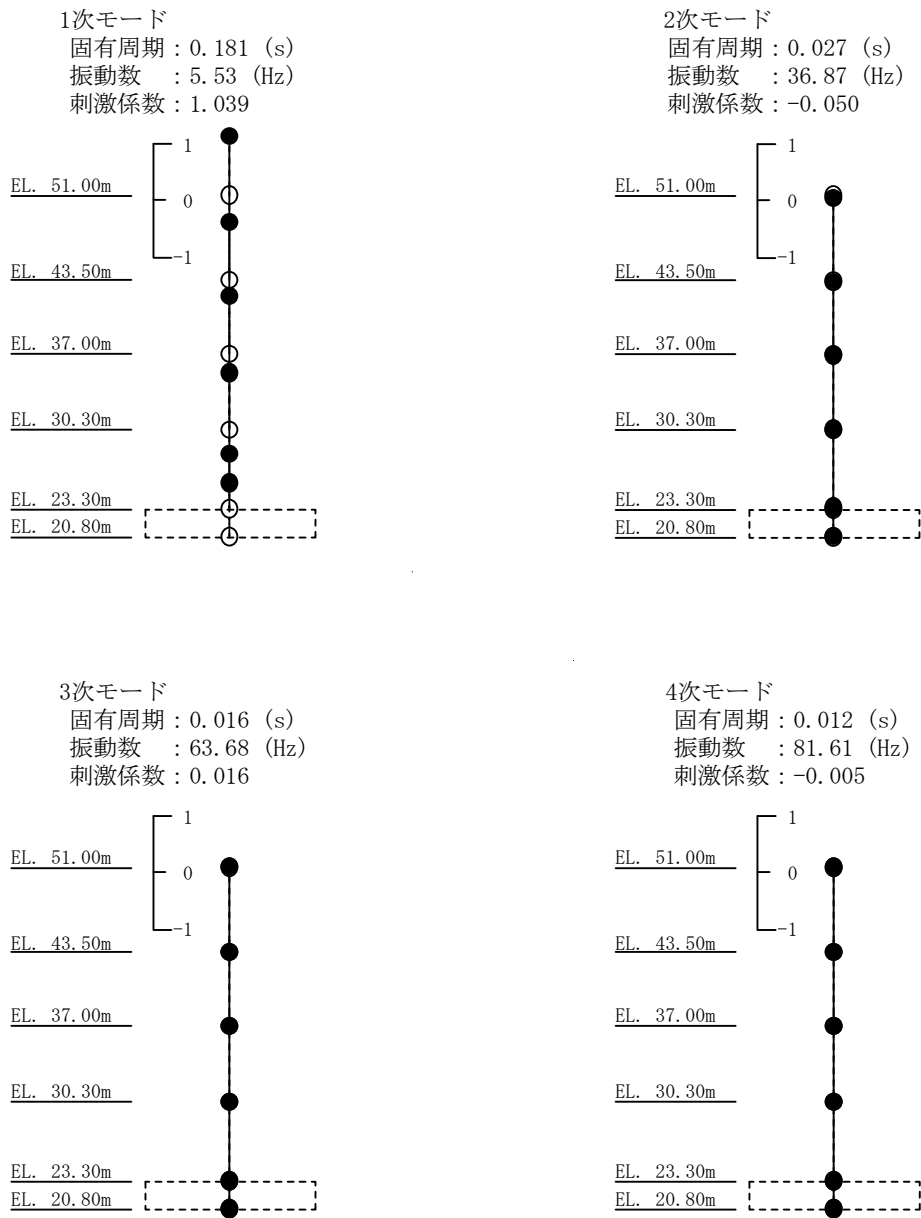 1次モード
固有周期：0.181 (s)
振動数　：5.53 (Hz)
刺激係数：1.039
1
0
-1
EL. 51.00m
EL. 43.50m
EL. 37.00m
EL. 30.30m
EL. 23.30m
EL. 20.80m
2次モード
固有周期：0.027 (s)
振動数　：36.87 (Hz)
刺激係数：-0.050
1
0
-1
EL. 51.00m
EL. 43.50m
EL. 37.00m
EL. 30.30m
EL. 23.30m
EL. 20.80m
3次モード
固有周期：0.016 (s)
振動数　：63.68 (Hz)
刺激係数：0.016
1
0
-1
EL. 51.00m
EL. 43.50m
EL. 37.00m
EL. 30.30m
EL. 23.30m
EL. 20.80m
4次モード
固有周期：0.012 (s)
振動数　：81.61 (Hz)
刺激係数：-0.005
1
0
-1
EL. 51.00m
EL. 43.50m
EL. 37.00m
EL. 30.30m
EL. 23.30m
EL. 20.80m